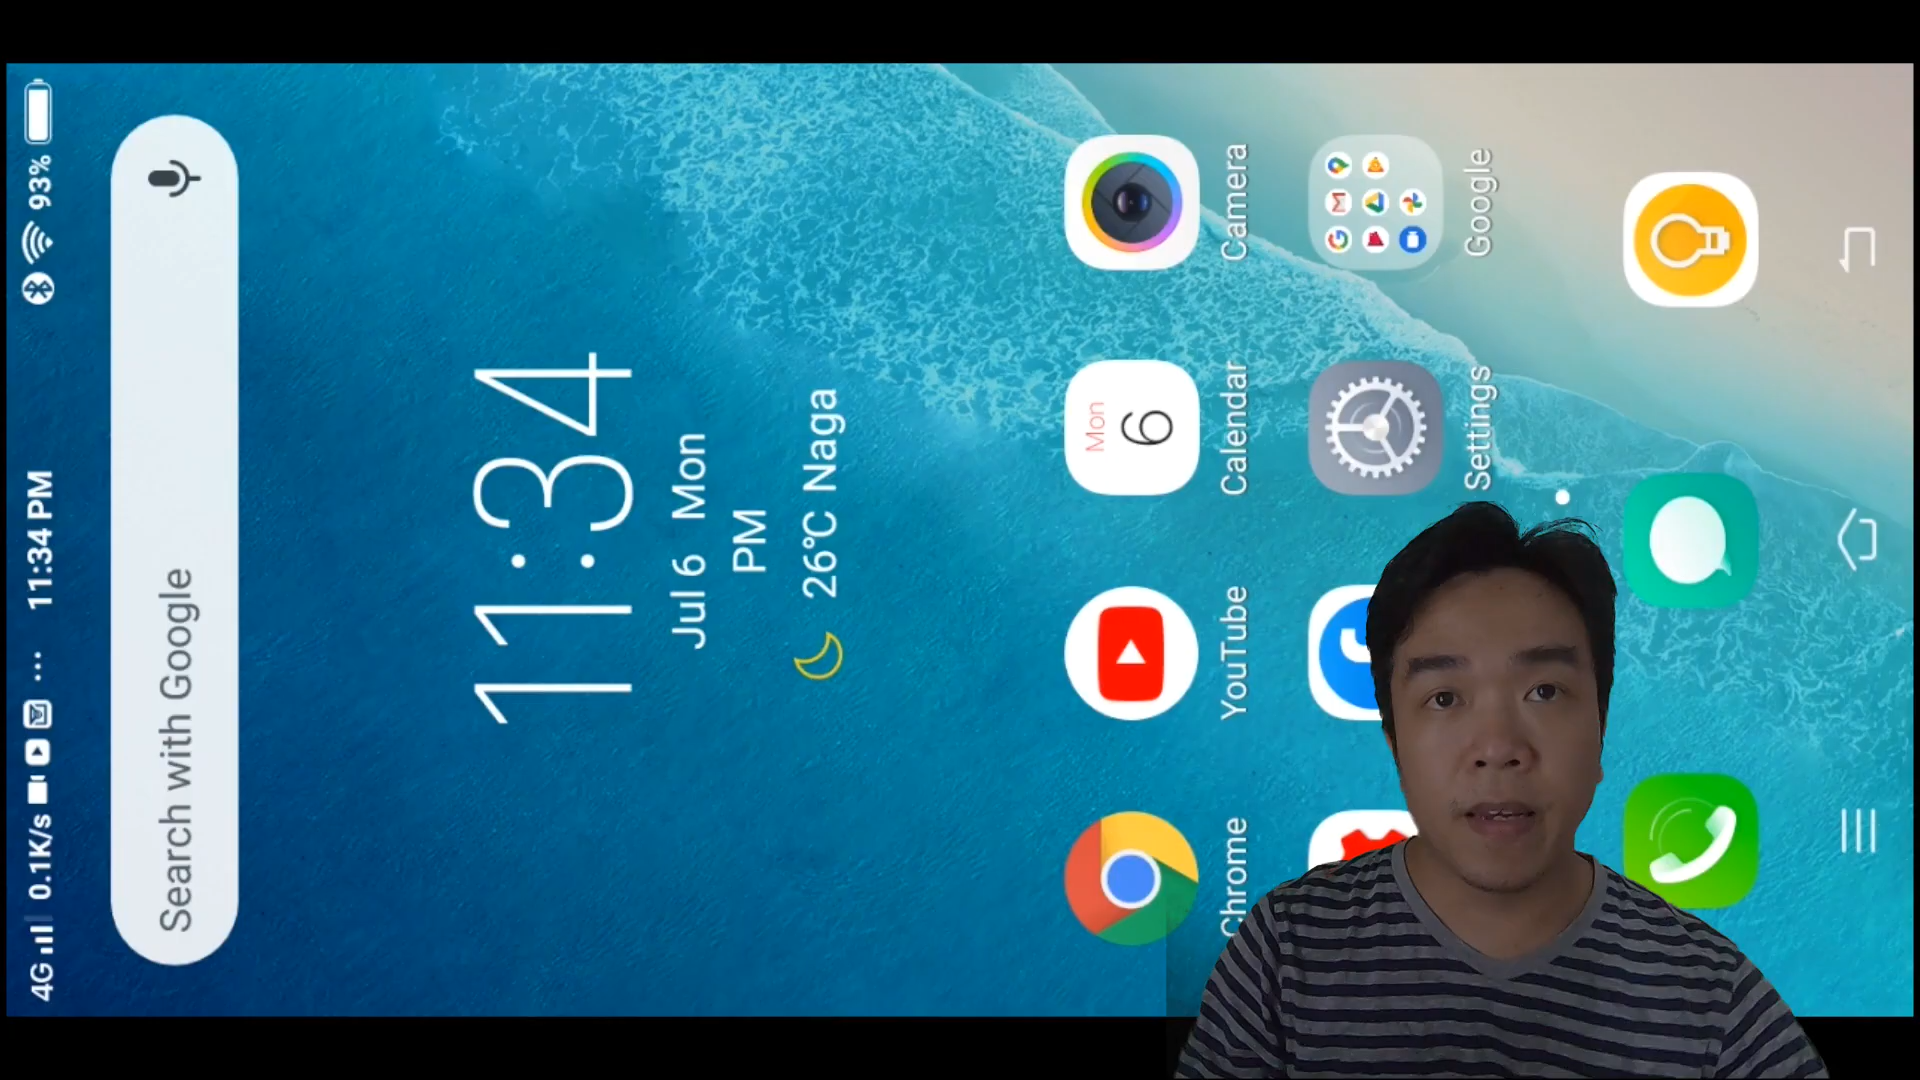 4G 0.1K/s ... 11:34 PM 93%
Search with Google
11:34
Jul 6 Mon
PM
26℃ Naga
Mon
6
Chrome YouTube Calendar Camera
Settings Google